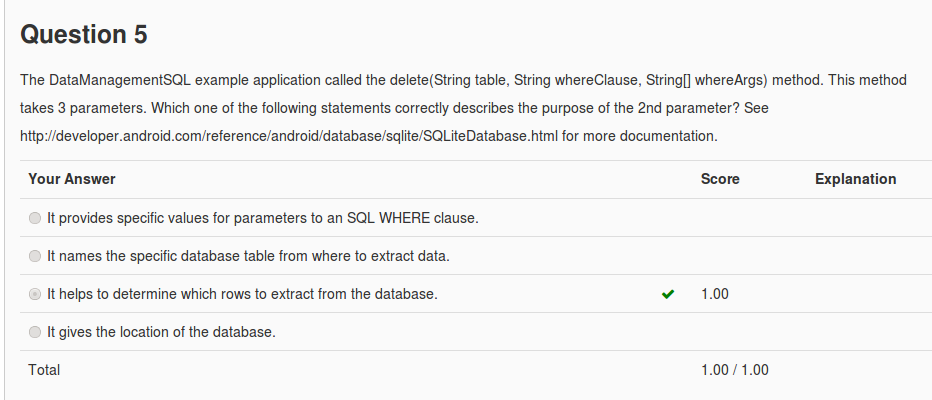 Question 5
The DataManagementSQL example application called the delete(String table, String whereClause, String[] whereArgs) method. This method
takes 3 parameters. Which one of the following statements correctly describes the purpose of the 2nd parameter? See
http://developer.android.com/reference/android/database/sqlite/SQLiteDatabase.html for more documentation.
Your Answer Score Explanation
It provides specific values for parameters to an SQL WHERE clause.
It names the specific database table from where to extract data.
It helps to determine which rows to extract from the database. 1.00
It gives the location of the database.
Total 1.00 / 1.00